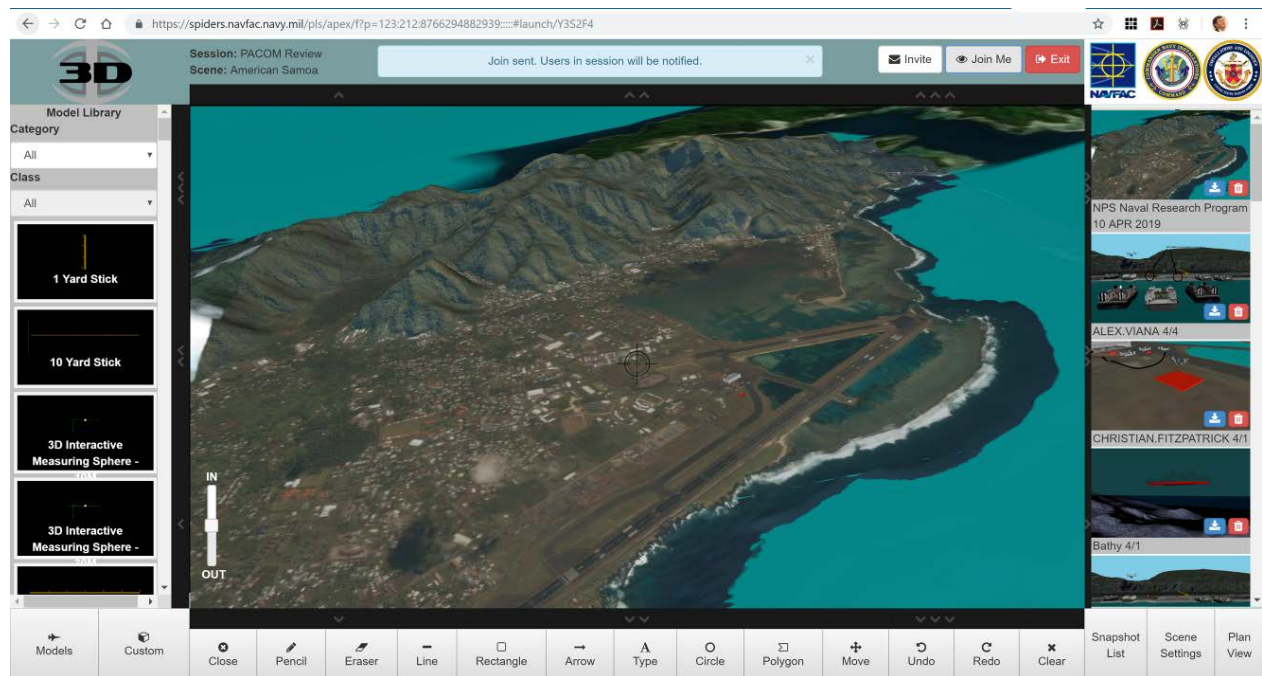 https://spiders.navfac.navy.mil/pls/apex/f?p=123:212:8766294882939:::::#launch/Y3S2F4
3D
Session: PACOM Review
Scene: American Samoa
Join sent. Users in session will be notified.
×
Invite
Join Me
Exit
NAVFAC
Model Library
Category
All
Class
All
1 Yard Stick
10 Yard Stick
3D Interactive
Measuring Sphere -
3D Interactive
Measuring Sphere -
IN
OUT
NPS Naval Research Program
10 APR 2019
ALEX.VIANA 4/4
CHRISTIAN.FITZPATRICK 4/1
Bathy 4/1
Models
Custom
Close
Pencil
Eraser
Line
Rectangle
Arrow
A
Type
Circle
Σ
Polygon
Move
Undo
Redo
Clear
Snapshot
List
Scene
Settings
Plan
View